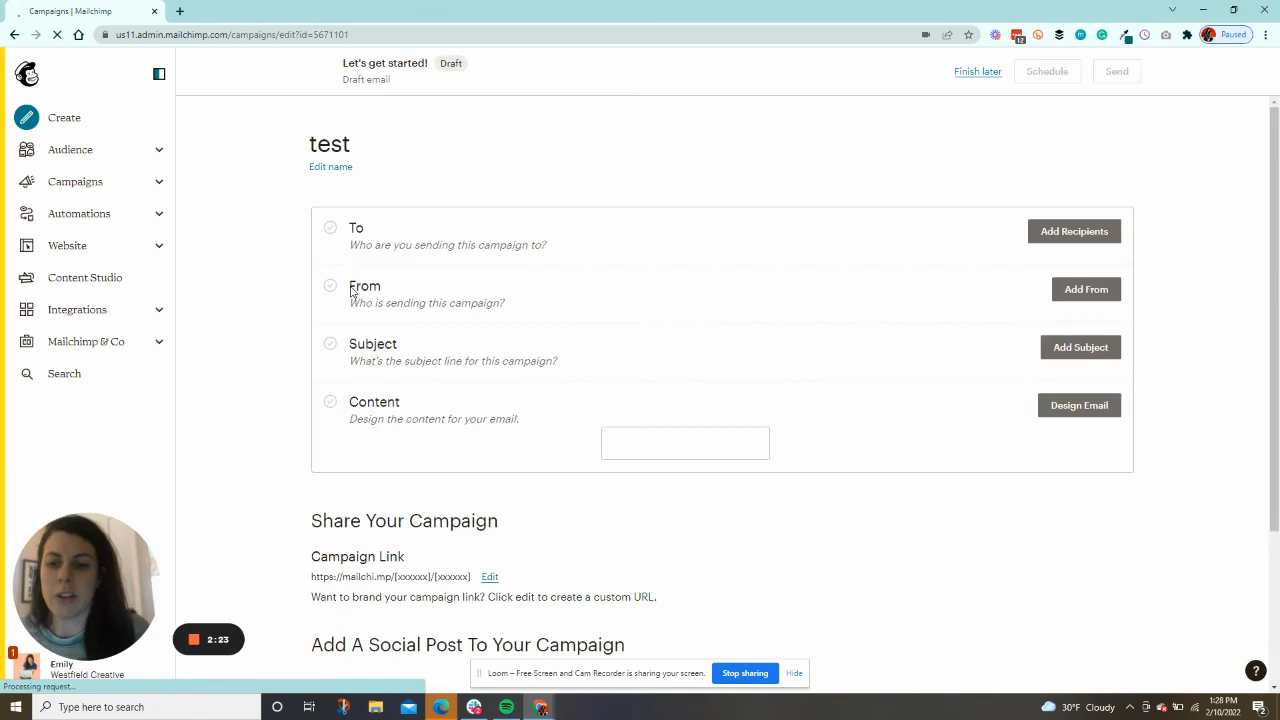 Campaigns | Mailchimp
us11.admin.mailchimp.com/campaigns/edit?id=5671101
12
Paused
Let's get started!
Draft
Draft email
Finish later
Schedule
Send
Create
Audience
Campaigns
Automations
Website
Content Studio
Integrations
Mailchimp & Co
Search
test
Edit name
To
Who are you sending this campaign to?
Add Recipients
From
Who is sending this campaign?
Add From
Subject
What's the subject line for this campaign?
Add Subject
Content
Design the content for your email.
Design Email
Share Your Campaign
Campaign Link
https://mailchi.mp/[xxxxxx]/[xxxxxx]
Edit
Want to brand your campaign link? Click edit to create a custom URL.
Add A Social Post To Your Campaign
2:23
1
Emily
Westfield Creative
Processing request...
Loom – Free Screen and Cam Recorder is sharing your screen.
Stop sharing
Hide
?
Type here to search
30°F Cloudy
1:28 PM
2/10/2022
2